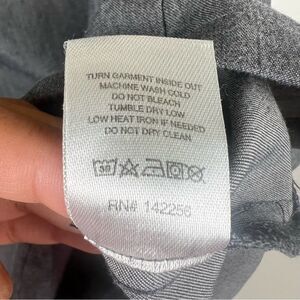 TURN GARMENT INSIDE OUT
MACHINE WASH COLD
DO NOT BLEACH
TUMBLE DRY LOW
LOW HEAT IRON IF NEEDED
DO NOT DRY CLEAN
30
RN# 142256